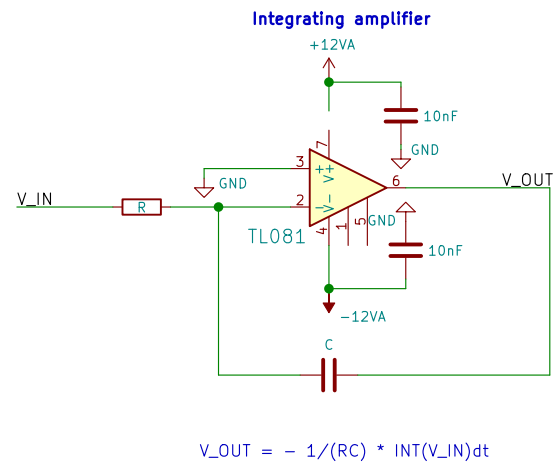 Integrating amplifier
+12VA
10nF
7
GND
3
+
V+
6
V_OUT
GND
V_IN
R
2
-
V-
TL081
4
1
5
GND
10nF
-12VA
C
V_OUT = - 1/(RC) * INT(V_IN)dt